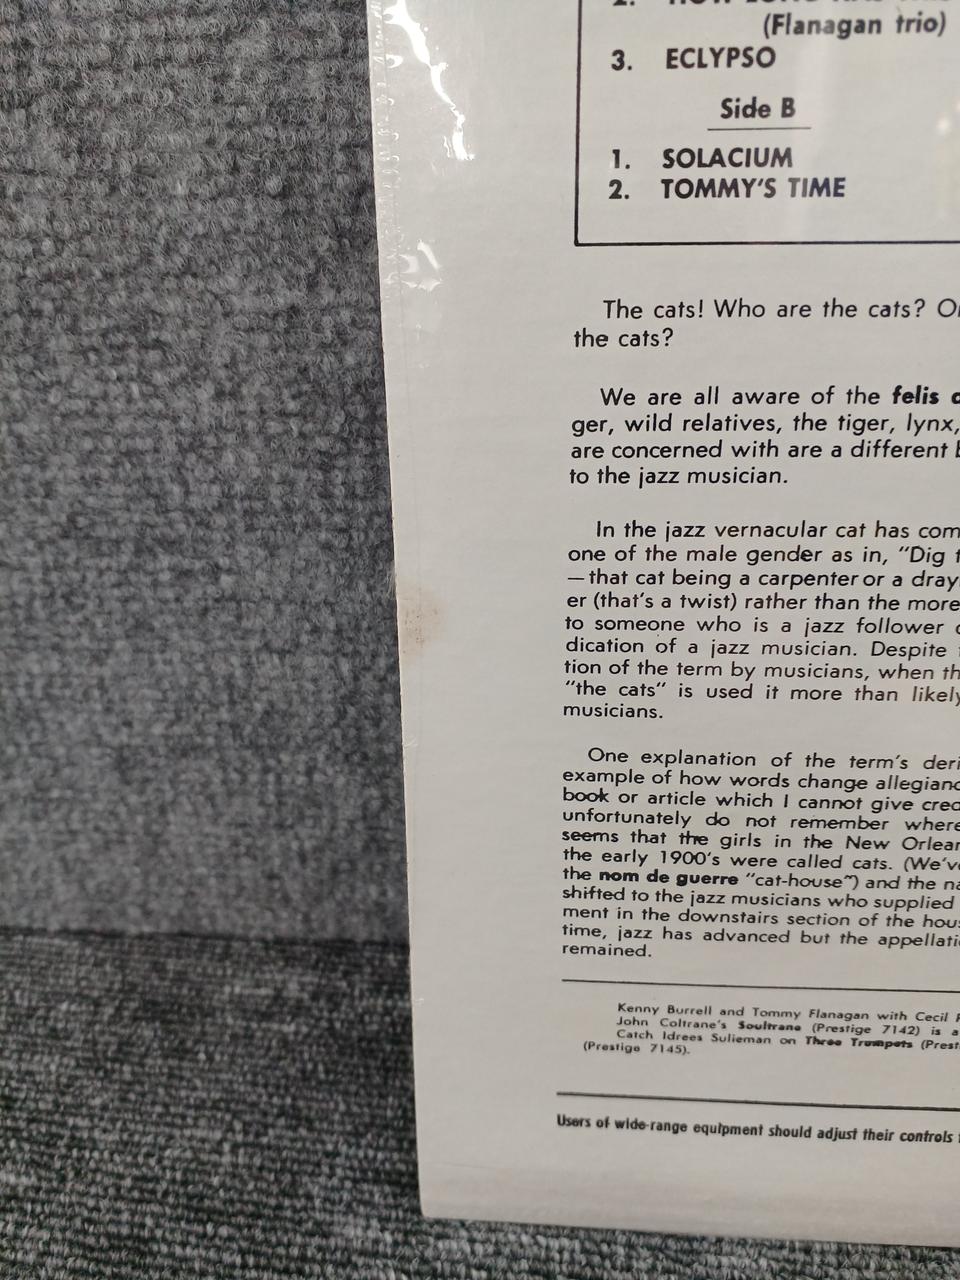 (Flanagan trio)
3. ECLYPSO
Side B
1. SOLACIUM
2. TOMMY'S TIME
The cats! Who are the cats?
the cats?
We are all aware of the felis
ger, wild relatives, the tiger, lynx,
are concerned with are a different
to the jazz musician.
In the jazz vernacular cat has com
one of the male gender as in, "Dig
—that cat being a carpenter or a dray
er (that's a twist) rather than the more
to someone who is a jazz follower
dication of a jazz musician. Despite
tion of the term by musicians, when th
"the cats" is used it more than likely
musicians.
One explanation of the term's deri
example of how words change allegianc
book or article which I cannot give cred
unfortunately do not remember where
seems that the girls in the New Orlean
the early 1900's were called cats. (We've
the nom de guerre "cat-house") and the na
shifted to the jazz musicians who supplied
ment in the downstairs section of the hous
time, jazz has advanced but the appellatio
remained.
Kenny Burrell and Tommy Flanagan with Cecil
John Coltrane's Soultrane (Prestige 7142) is a
Catch Idrees Sulieman on Three Trumpets (Prest
(Prestige 7145).
Users of wide-range equipment should adjust their controls